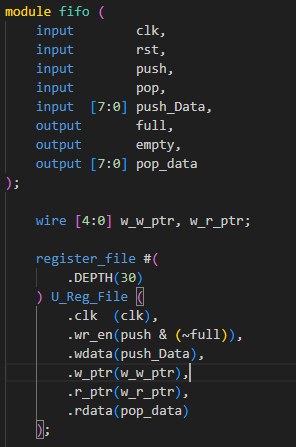 module fifo (
    input        clk,
    input        rst,
    input        push,
    input        pop,
    input  [7:0] push_Data,
    output       full,
    output       empty,
    output [7:0] pop_data
);

    wire [4:0] w_w_ptr, w_r_ptr;

    register_file #(
        .DEPTH(30)
    ) U_Reg_File (
        .clk  (clk),
        .wr_en(push & (~full)),
        .wdata(push_Data),
        .w_ptr(w_w_ptr),
        .r_ptr(w_r_ptr),
        .rdata(pop_data)
    );